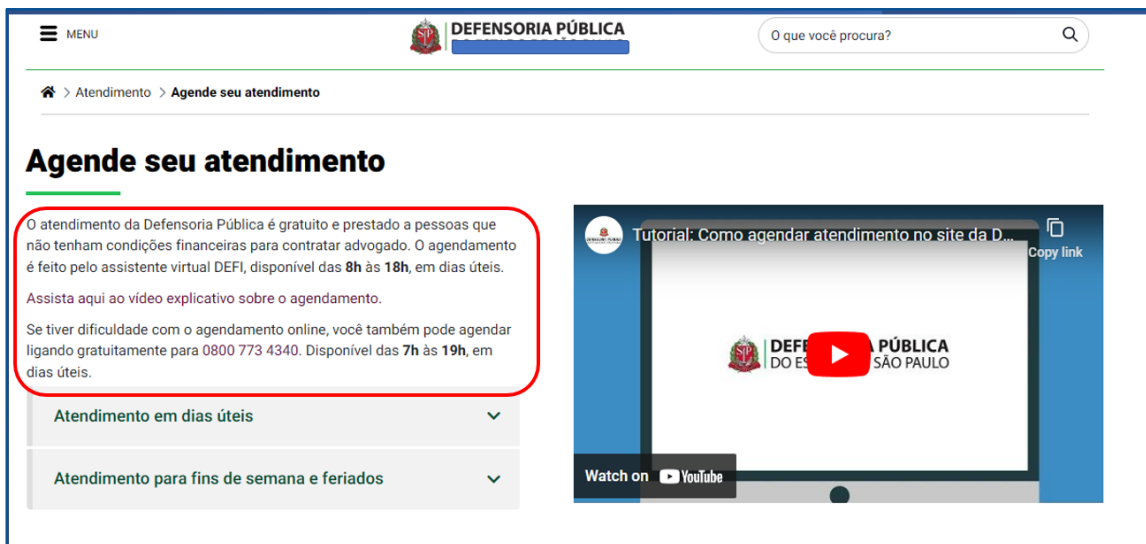 MENU
DEFENSORIA PÚBLICA
O que você procura?
> Atendimento > Agende seu atendimento
Agende seu atendimento
O atendimento da Defensoria Pública é gratuito e prestado a pessoas que
não tenham condições financeiras para contratar advogado. O agendamento
é feito pelo assistente virtual DEFI, disponível das 8h às 18h, em dias úteis.
Assista aqui ao vídeo explicativo sobre o agendamento.
Se tiver dificuldade com o agendamento online, você também pode agendar
ligando gratuitamente para 0800 773 4340. Disponível das 7h às 19h, em
dias úteis.
Atendimento em dias úteis
Atendimento para fins de semana e feriados
Tutorial: Como agendar atendimento no site da D...
Copy link
DEFE PÚBLICA
DO ES SÃO PAULO
Watch on YouTube